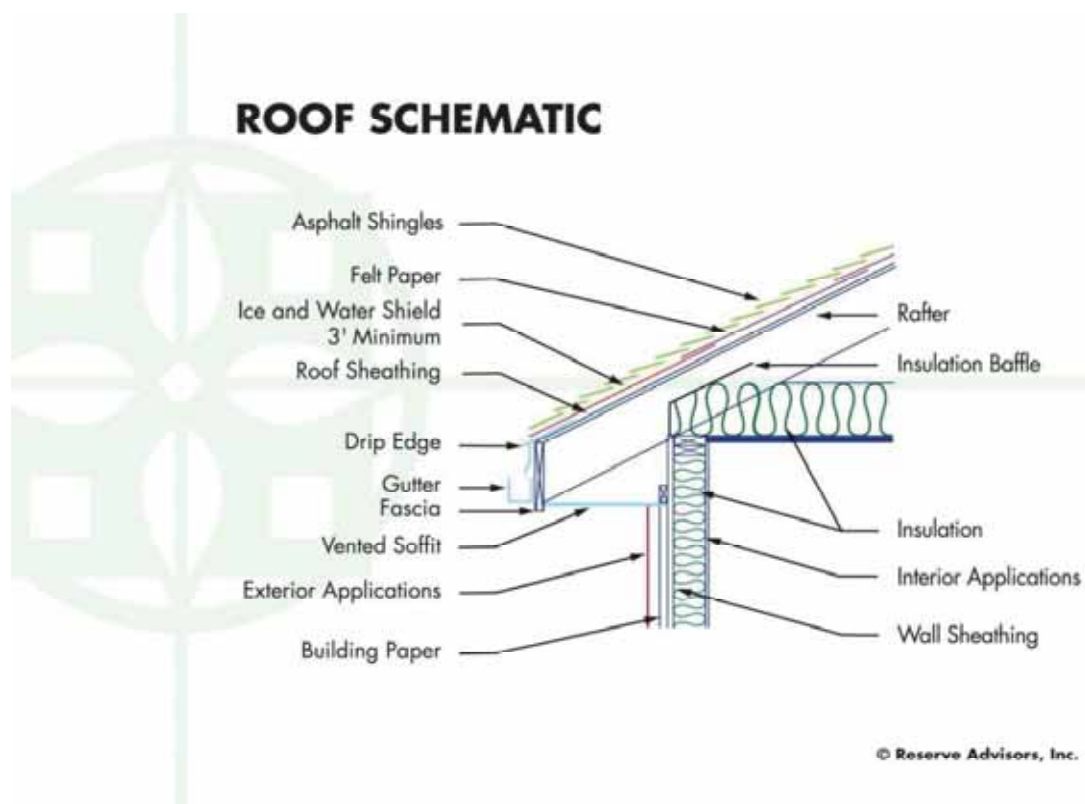 ROOF SCHEMATIC
Asphalt Shingles
Felt Paper
Ice and Water Shield
3' Minimum
Roof Sheathing
Drip Edge
Gutter
Fascia
Vented Soffit
Exterior Applications
Building Paper
Rafter
Insulation Baffle
Insulation
Interior Applications
Wall Sheathing
© Reserve Advisors, Inc.